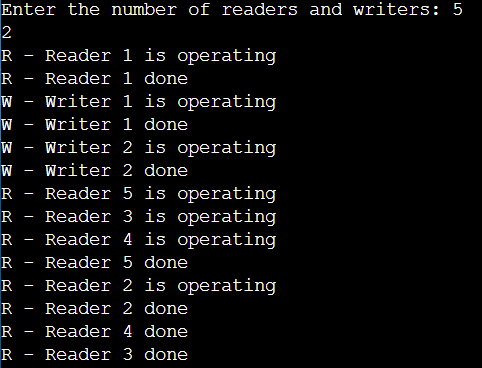 Enter the number of readers and writers: 5
2
R - Reader 1 is operating
R - Reader 1 done
W - Writer 1 is operating
W - Writer 1 done
W - Writer 2 is operating
W - Writer 2 done
R - Reader 5 is operating
R - Reader 3 is operating
R - Reader 4 is operating
R - Reader 5 done
R - Reader 2 is operating
R - Reader 2 done
R - Reader 4 done
R - Reader 3 done